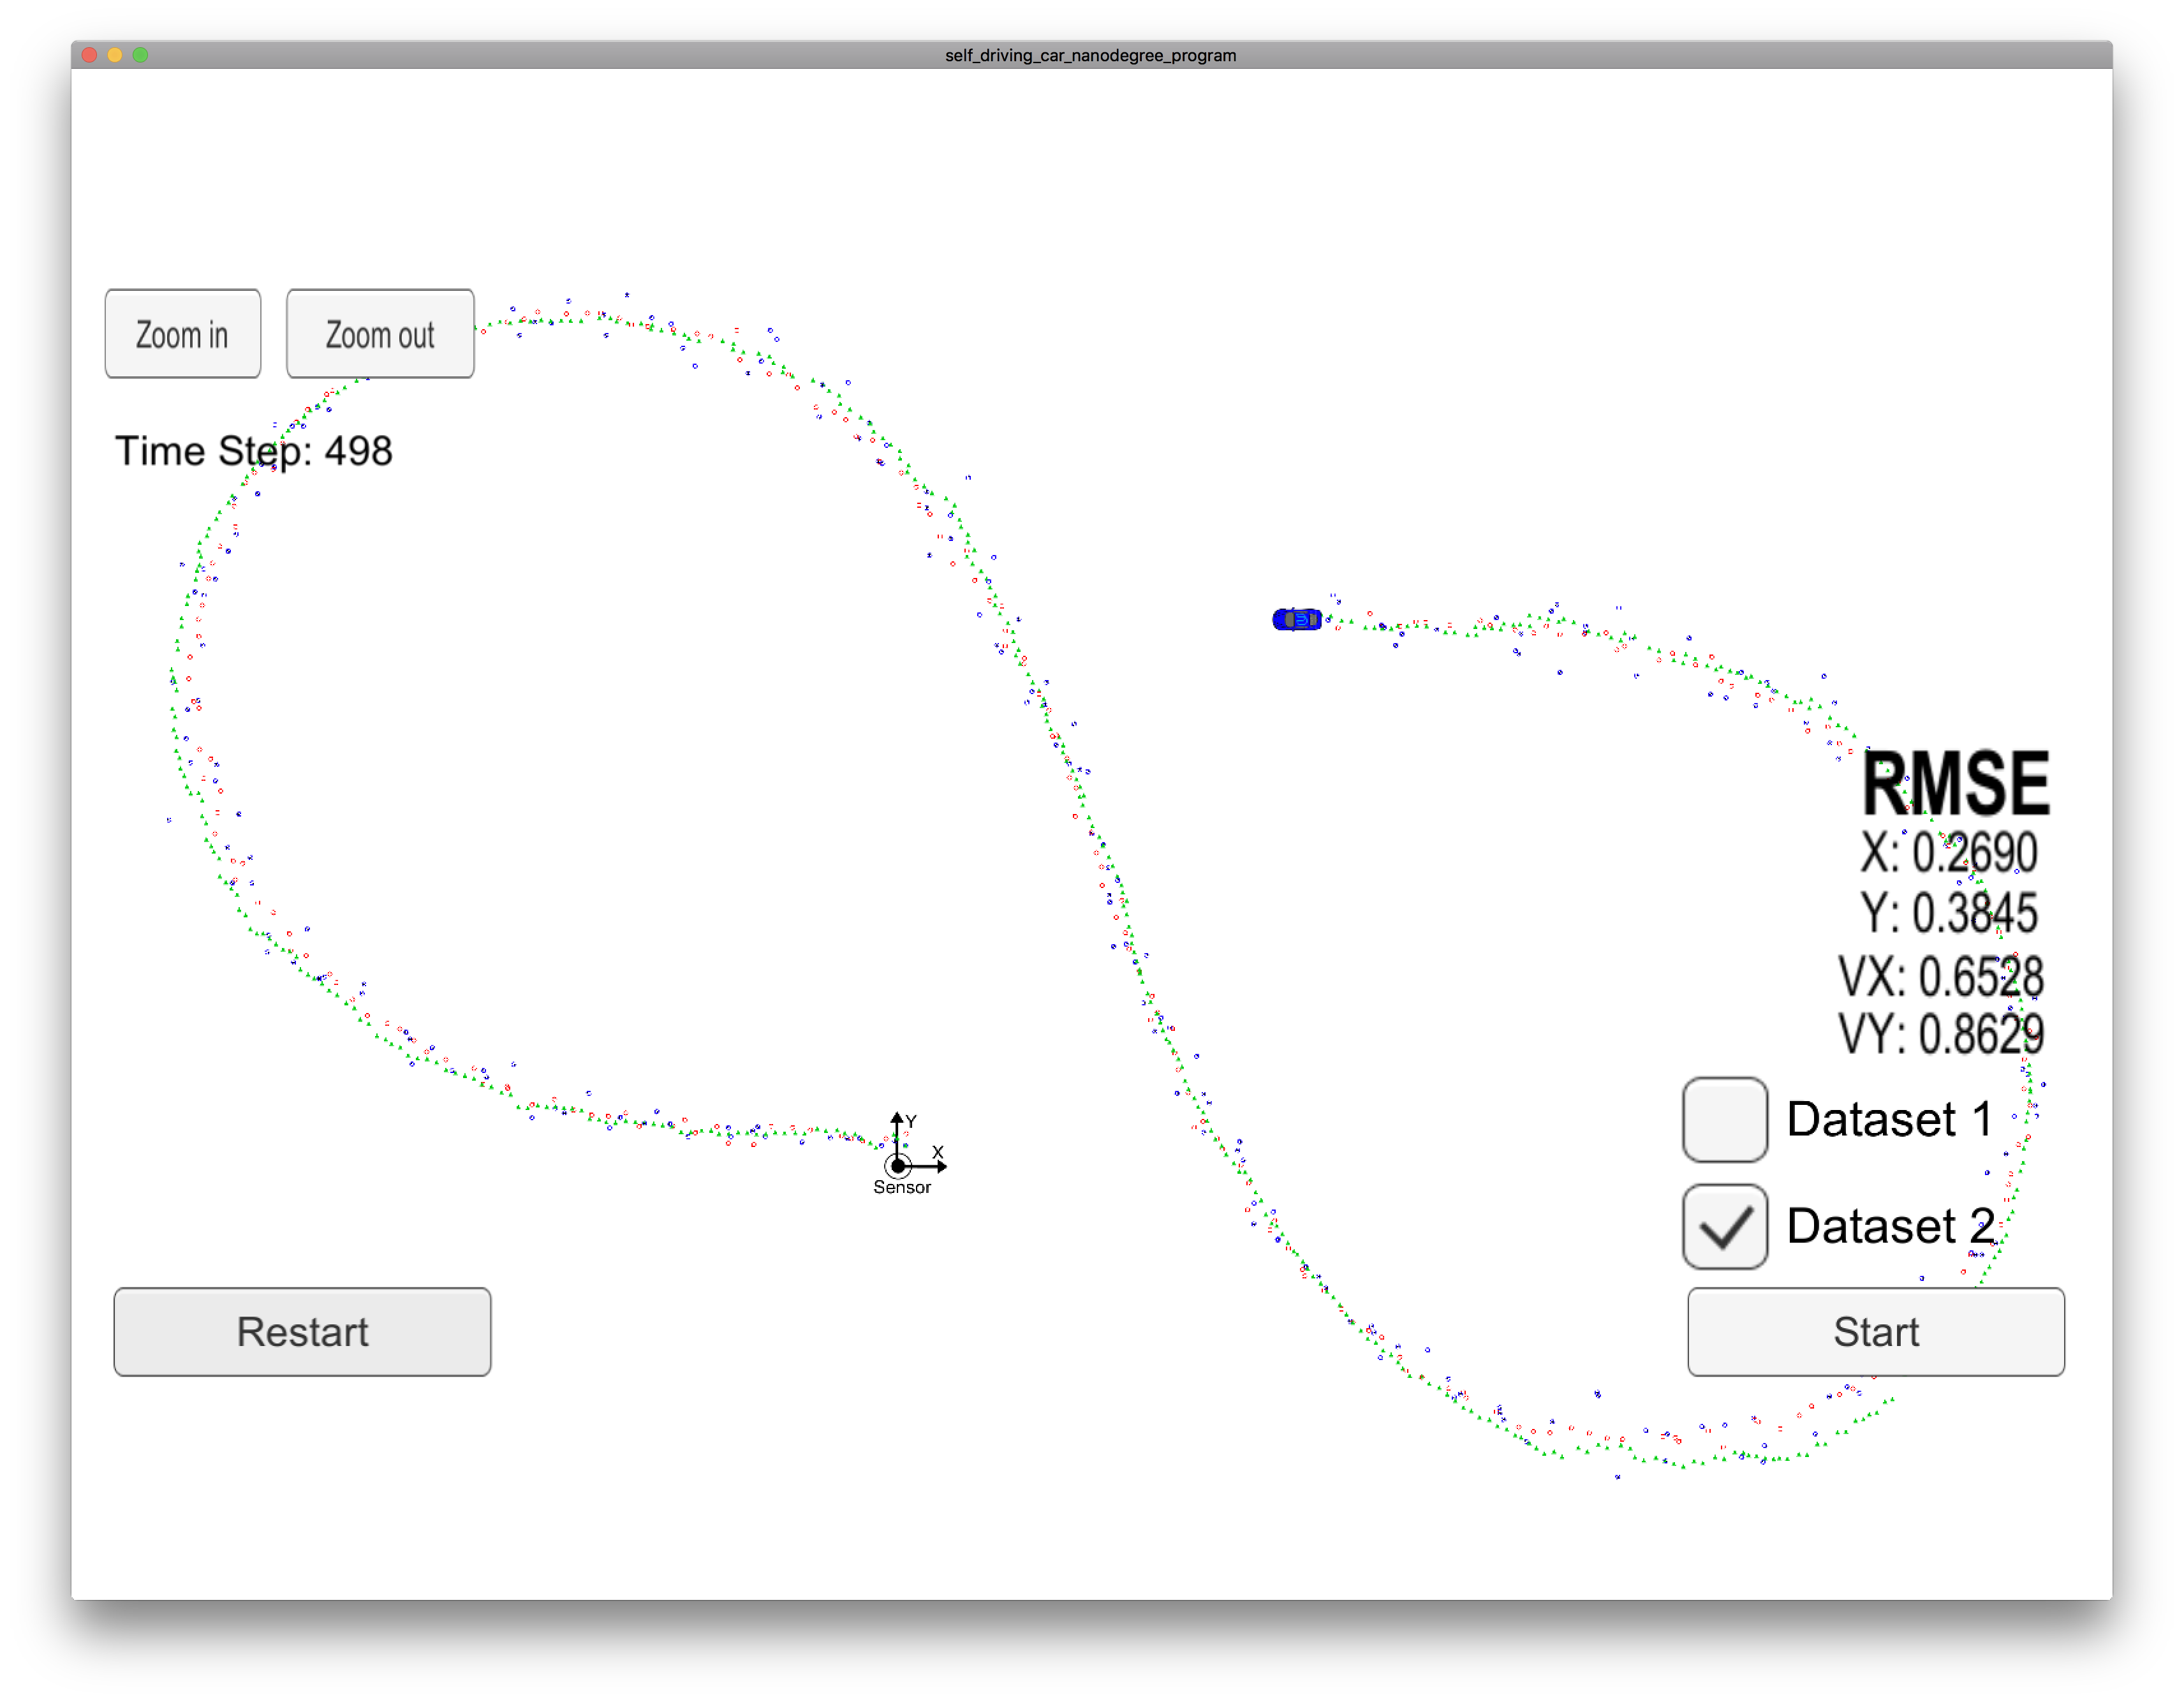 self_driving_car_nanodegree_program
Zoom in
Zoom out
Time Step: 498
RMSE
X: 0.2690
Y: 0.3845
VX: 0.6528
VY: 0.8629
Dataset 1
Y
X
Sensor
Dataset 2
Restart
Start